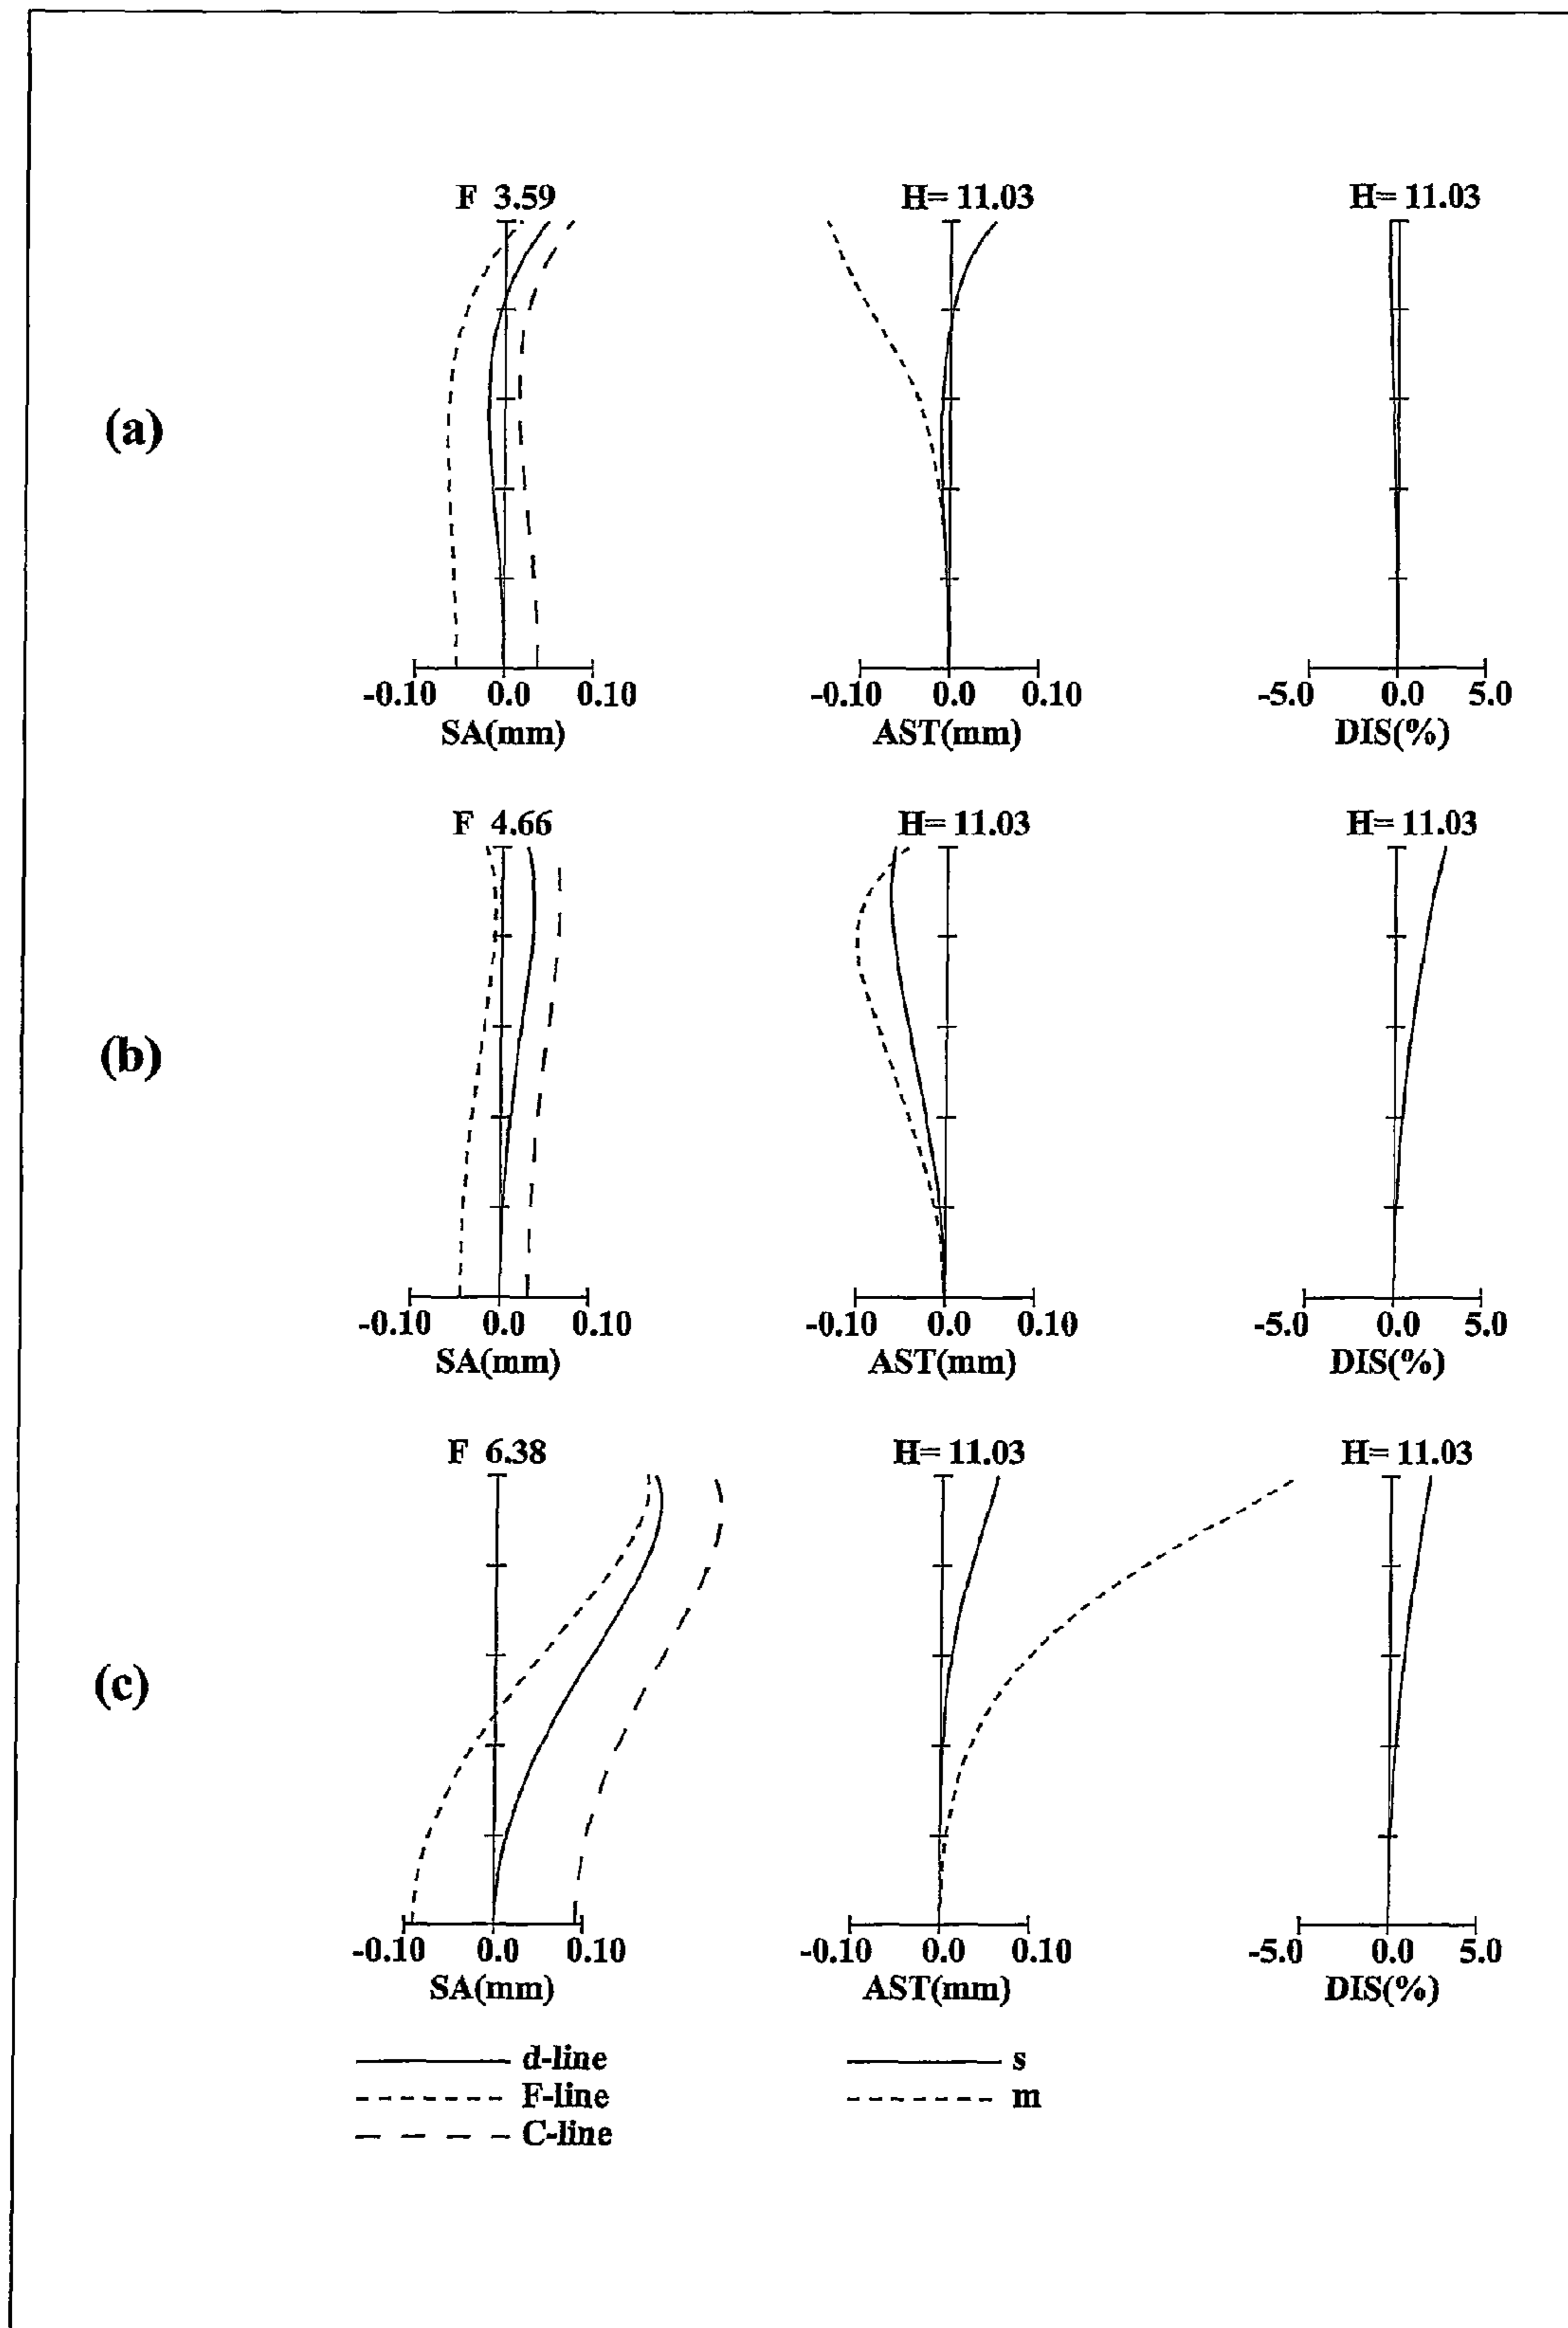 F 3.59 H= 11.03 H= 11.03
(a)
-0.10 0.0 0.10 -0.10 0.0 0.10 -5.0 0.0 5.0
SA(mm) AST(mm) DIS(%)
F 4.66 H= 11.03 H= 11.03
(b)
-0.10 0.0 0.10 -0.10 0.0 0.10 -5.0 0.0 5.0
SA(mm) AST(mm) DIS(%)
F 6.38 H= 11.03 H= 11.03
(c)
-0.10 0.0 0.10 -0.10 0.0 0.10 -5.0 0.0 5.0
SA(mm) AST(mm) DIS(%)
d-line s
F-line m
C-line